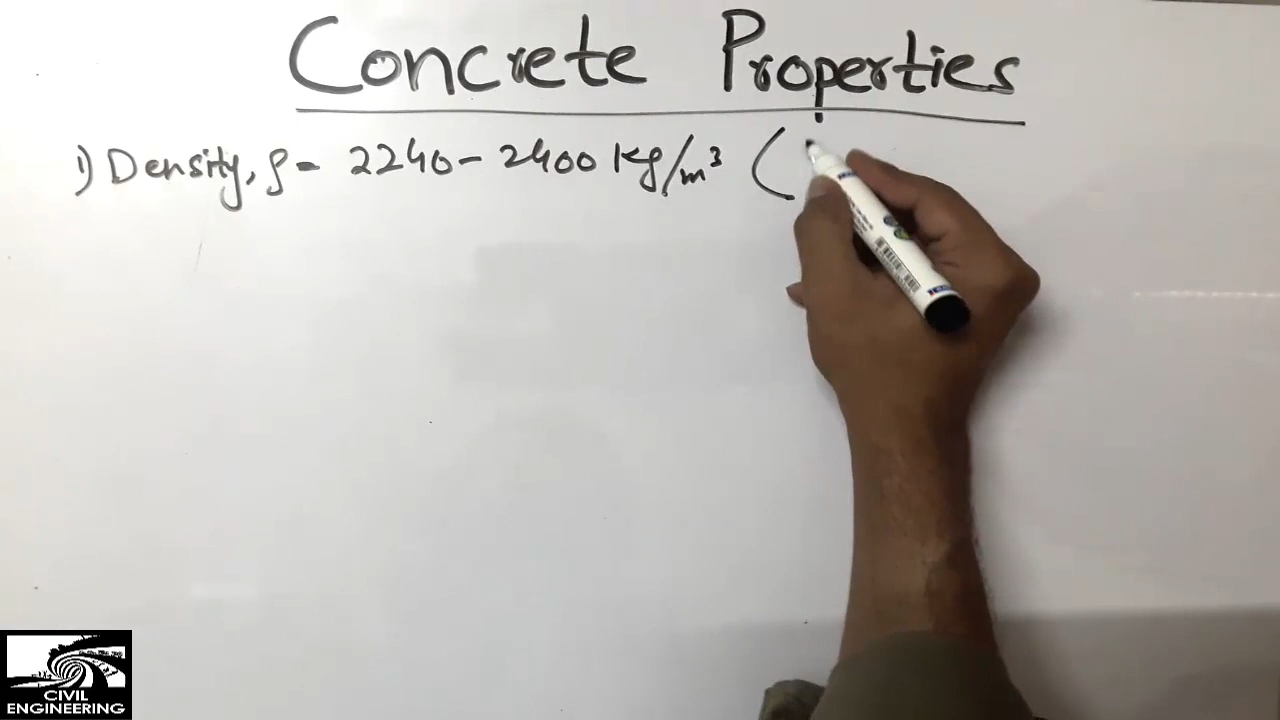 Concrete Properties
1) Density, ρ = 2240 - 2400 Kg/m³ (
CIVIL
ENGINEERING